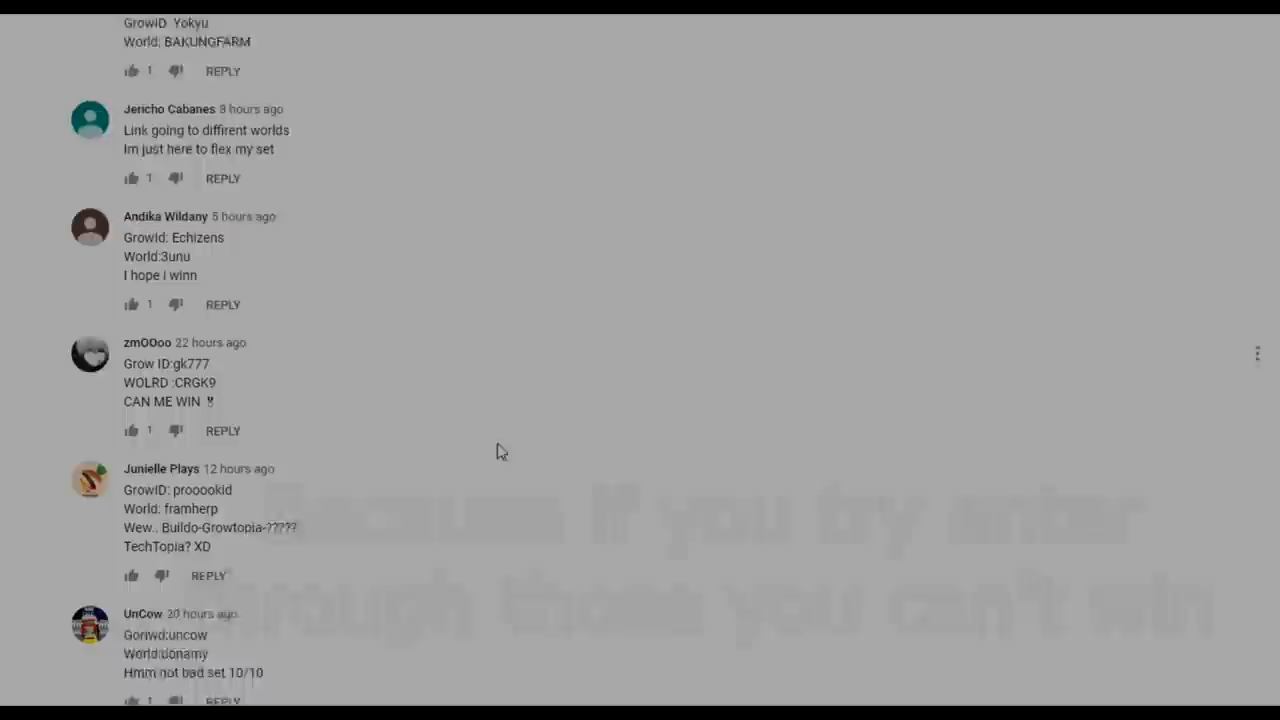 GrowID Yokyu
World: BAKUNGFARM
1 REPLY
Jericho Cabanes 8 hours ago
Link going to diffirent worlds
Im just here to flex my set
1 REPLY
Andika Wildany 5 hours ago
GrowId: Echizens
World:3unu
I hope i winn
1 REPLY
zmOOoo 22 hours ago
Grow ID:gk777
WOLRD :CRGK9
CAN ME WIN 🎖
1 REPLY
Junielle Plays 12 hours ago
GrowID: prooookid
World: framherp
Wew.. Buildo-Growtopia-?????
TechTopia? XD
REPLY
UnCow 20 hours ago
Goriwd:uncow
World:donamy
Hmm not bad set 10/10
1 REPLY
Because if you try enter
through those you can't win